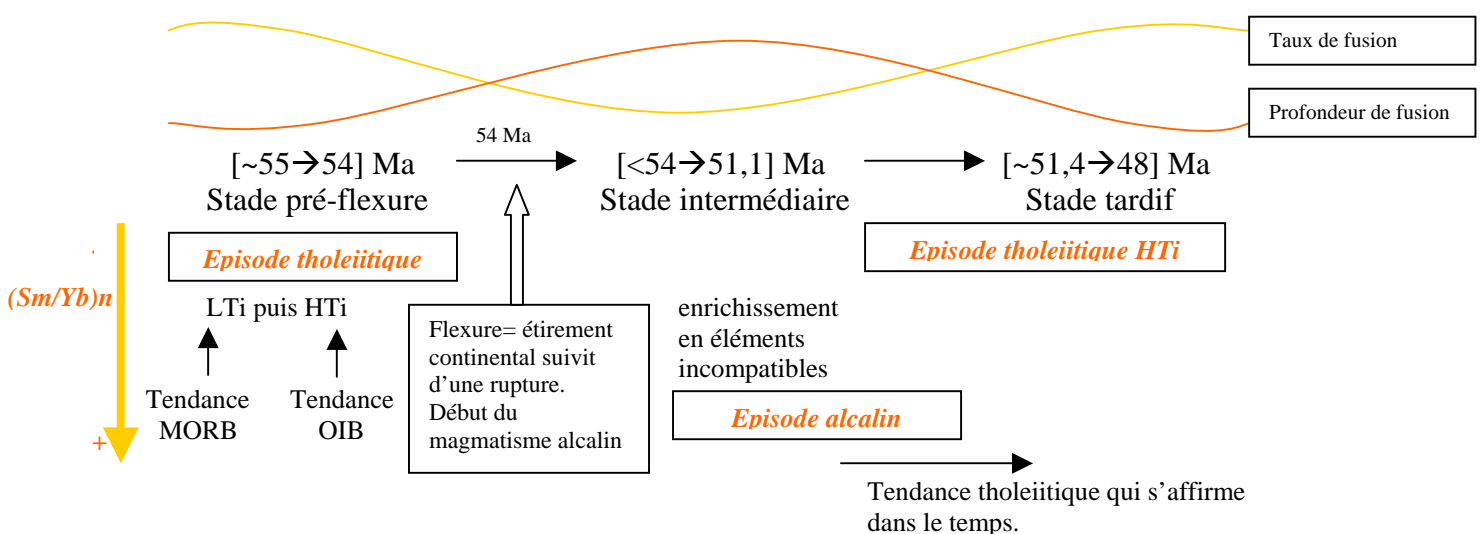 Taux de fusion
Profondeur de fusion
54 Ma
[~55→54] Ma
Stade pré-flexure
[<54→51,1] Ma
Stade intermédiaire
[~51,4→48] Ma
Stade tardif
Episode tholeiitique
Episode tholeiitique HTi
(Sm/Yb)n
+
LTi puis HTi
Tendance
MORB
Tendance
OIB
Flexure= étirement
continental suivit
d’une rupture.
Début du
magmatisme alcalin
enrichissement
en éléments
incompatibles
Episode alcalin
Tendance tholeiitique qui s’affirme
dans le temps.